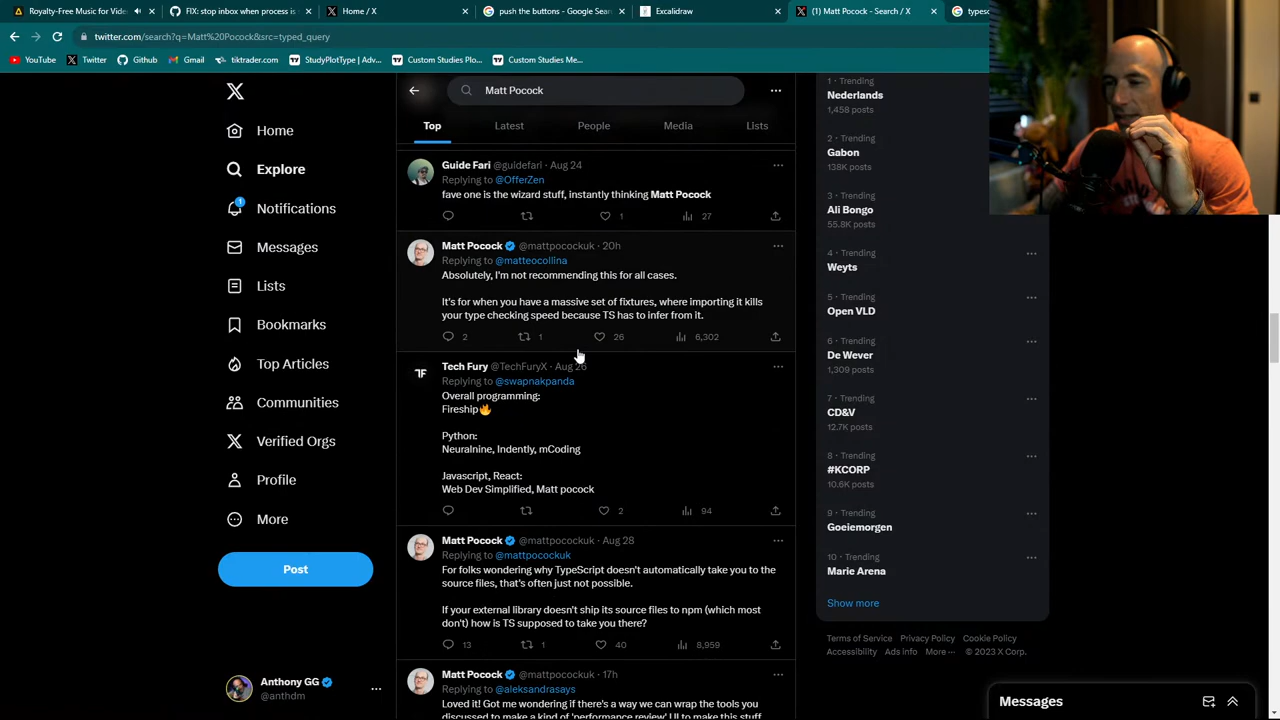 Royalty-Free Music for Vide
FIX: stop inbox when process is
Home / X
push the buttons - Google Sear
Excalidraw
(1) Matt Pocock - Search / X
typesc
twitter.com/search?q=Matt%20Pocock&src=typed_query
YouTube
Twitter
Github
Gmail
tiktrader.com
StudyPlotType | Adv...
Custom Studies Plo...
Custom Studies Me...
X
Home
Explore
1
Notifications
Messages
Lists
Bookmarks
Top Articles
Communities
Verified Orgs
Profile
More
Post
Anthony GG
@anthdm
Matt Pocock
Top
Latest
People
Media
Lists
Guide Fari @guidefari · Aug 24
Replying to @OfferZen
fave one is the wizard stuff, instantly thinking Matt Pocock
1
27
Matt Pocock @mattpocockuk · 20h
Replying to @matteocollina
Absolutely, I'm not recommending this for all cases.
It's for when you have a massive set of fixtures, where importing it kills
your type checking speed because TS has to infer from it.
2
1
26
6,302
Tech Fury @TechFuryX · Aug 26
Replying to @swapnakpanda
Overall programming:
Fireship🔥
Python:
Neuralnine, Indently, mCoding
Javascript, React:
Web Dev Simplified, Matt pocock
2
94
Matt Pocock @mattpocockuk · Aug 28
Replying to @mattpocockuk
For folks wondering why TypeScript doesn't automatically take you to the
source files, that's often just not possible.
If your external library doesn't ship its source files to npm (which most
don't) how is TS supposed to take you there?
13
1
40
8,959
Matt Pocock @mattpocockuk · 17h
Replying to @aleksandrasays
Loved it! Got me wondering if there's a way we can wrap the tools you
discussed to make a kind of 'performance review' UI to make this stuff
1 · Trending
Nederlands
1,458 posts
2 · Trending
Gabon
138K posts
3 · Trending
Ali Bongo
55.8K posts
4 · Trending
Weyts
5 · Trending
Open VLD
6 · Trending
De Wever
1,309 posts
7 · Trending
CD&V
12.7K posts
8 · Trending
#KCORP
10.6K posts
9 · Trending
Goeiemorgen
10 · Trending
Marie Arena
Show more
Terms of Service Privacy Policy Cookie Policy
Accessibility Ads info More ··· © 2023 X Corp.
Messages